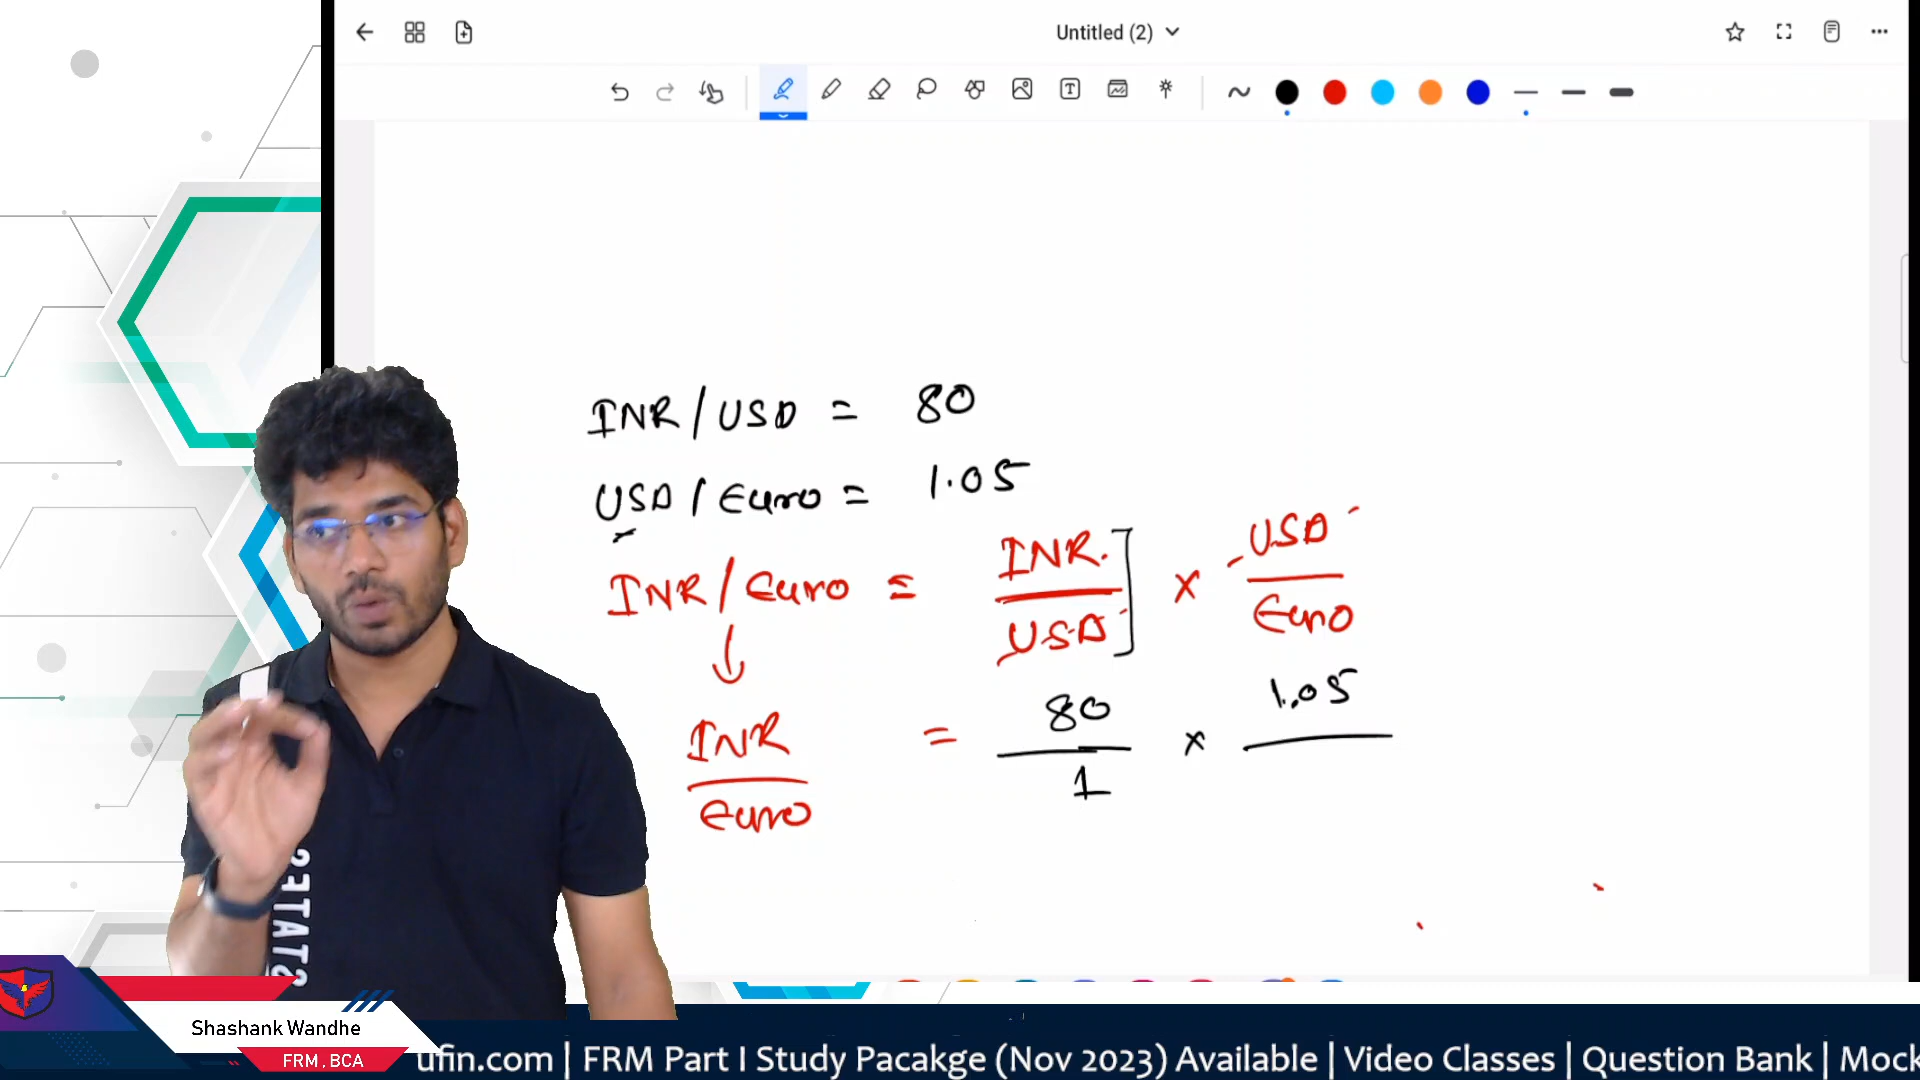 Untitled (2)
INR/USD = 80
USD/Euro = 1.05
INR/Euro = INR/USD] × USD/Euro
INR/Euro = 80/1 × 1.05
STATES
Shashank Wandhe
FRM, BCA
ufin.com | FRM Part I Study Pacakge (Nov 2023) Available | Video Classes | Question Bank | Mock